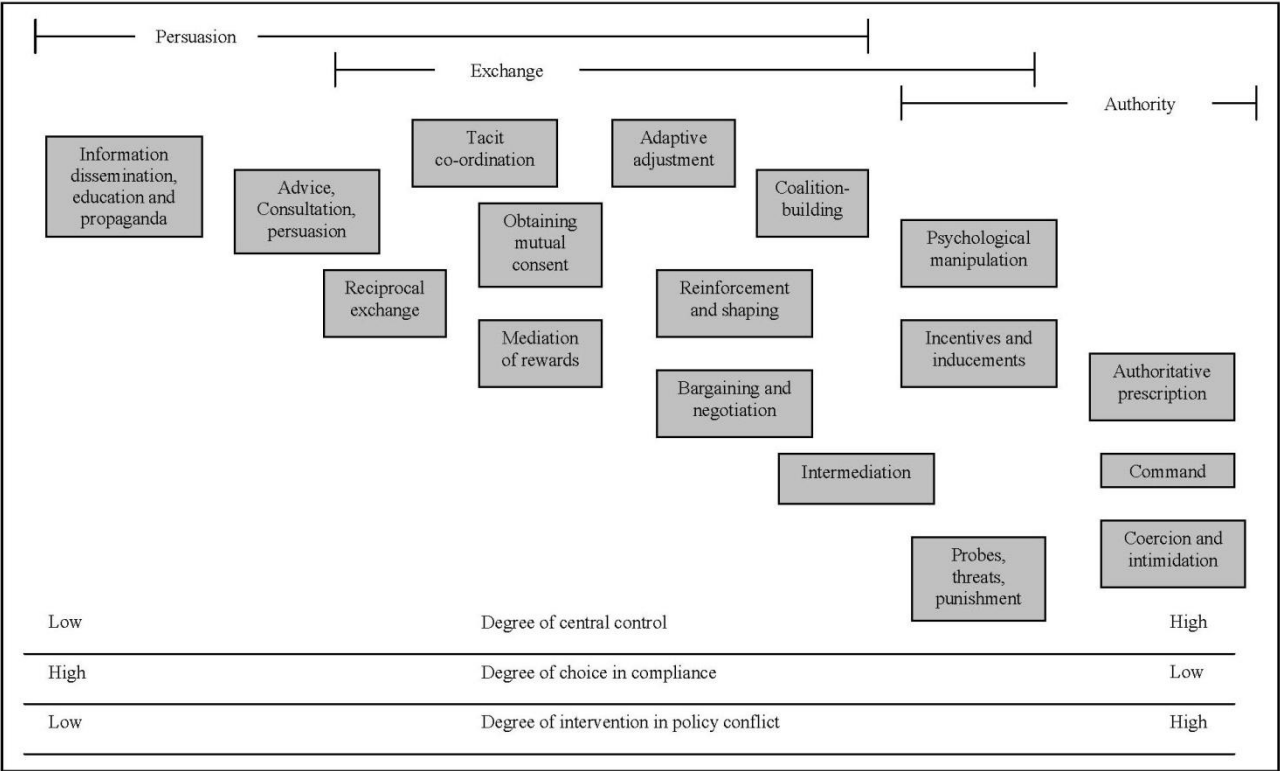 Persuasion
Exchange
Authority
Information
dissemination,
education and
propaganda
Advice,
Consultation,
persuasion
Tacit
co-ordination
Adaptive
adjustment
Coalition-
building
Obtaining
mutual
consent
Psychological
manipulation
Reciprocal
exchange
Reinforcement
and shaping
Mediation
of rewards
Incentives and
inducements
Bargaining and
negotiation
Authoritative
prescription
Intermediation
Command
Probes,
threats,
punishment
Coercion and
intimidation
Low Degree of central control High
High Degree of choice in compliance Low
Low Degree of intervention in policy conflict High